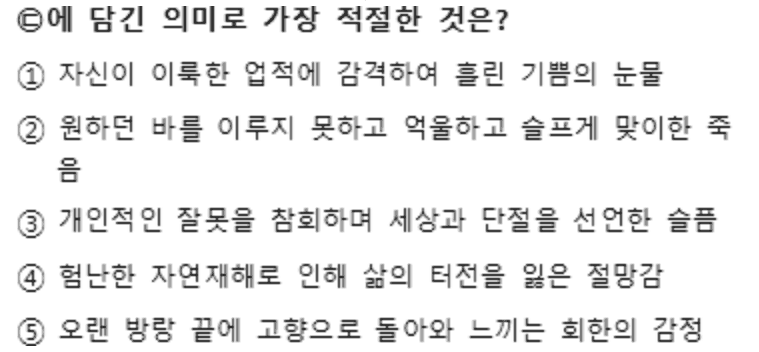 ㉢에 담긴 의미로 가장 적절한 것은?
① 자신이 이룩한 업적에 감격하여 흘린 기쁨의 눈물
② 원하던 바를 이루지 못하고 억울하고 슬프게 맞이한 죽
음
③ 개인적인 잘못을 참회하며 세상과 단절을 선언한 슬픔
④ 험난한 자연재해로 인해 삶의 터전을 잃은 절망감
⑤ 오랜 방랑 끝에 고향으로 돌아와 느끼는 회한의 감정